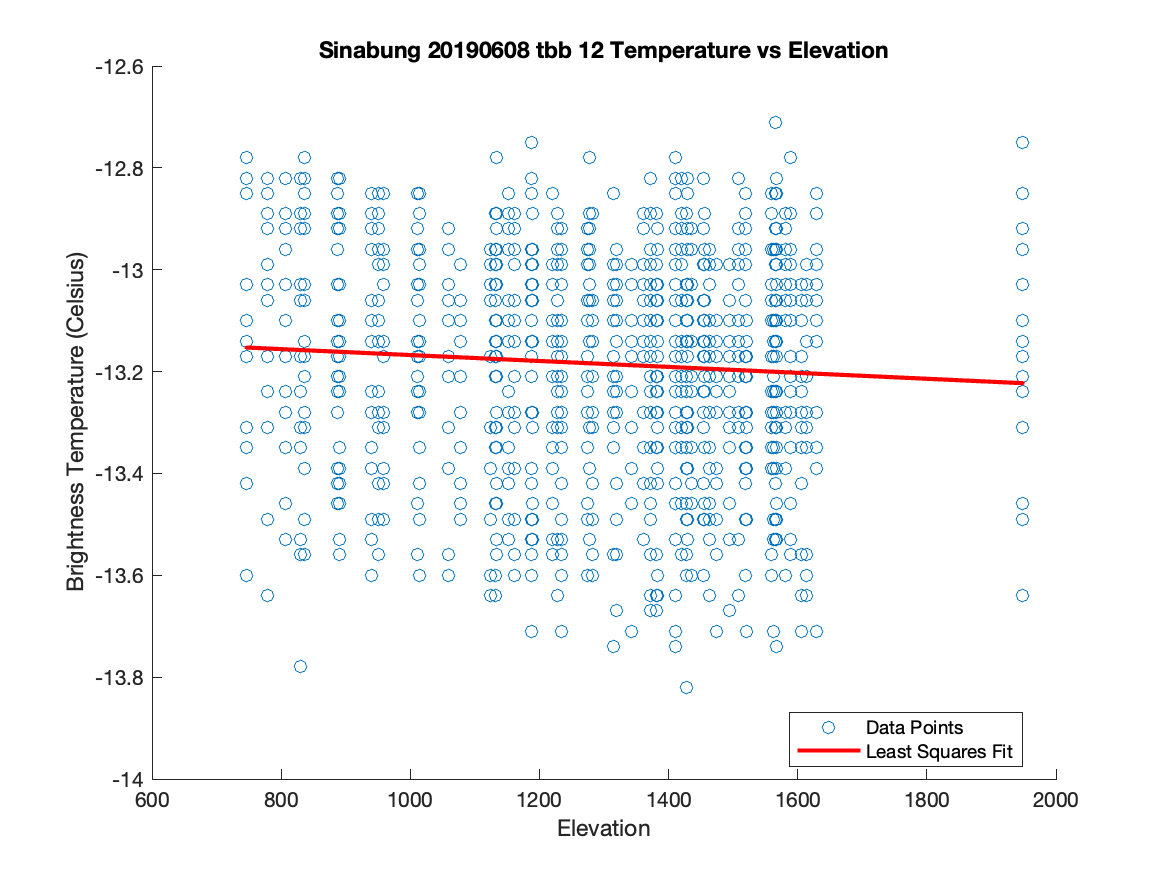 Sinabung 20190608 tbb 12 Temperature vs Elevation
-12.6
-12.8
-13
-13.2
-13.4
-13.6
-13.8
-14
Brightness Temperature (Celsius)
Data Points
Least Squares Fit
600 800 1000 1200 1400 1600 1800 2000
Elevation